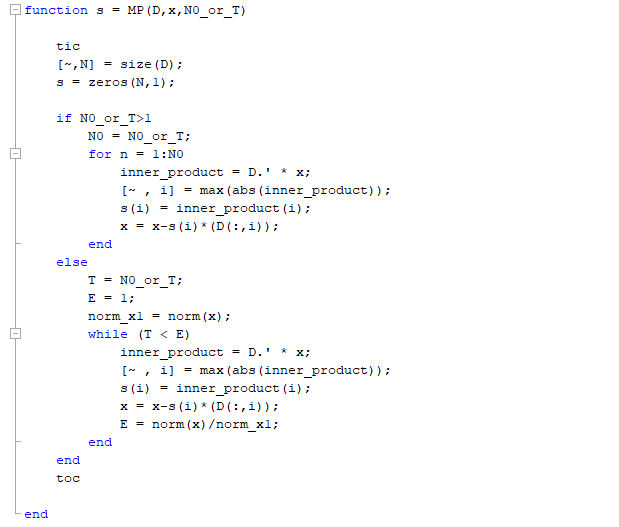 function s = MP(D,x,N0_or_T)
tic
[~,N] = size(D);
s = zeros(N,1);
if N0_or_T>1
N0 = N0_or_T;
for n = 1:N0
inner_product = D.' * x;
[~ , i] = max(abs(inner_product));
s(i) = inner_product(i);
x = x-s(i)*(D(:,i));
end
else
T = N0_or_T;
E = 1;
norm_x1 = norm(x);
while (T < E)
inner_product = D.' * x;
[~ , i] = max(abs(inner_product));
s(i) = inner_product(i);
x = x-s(i)*(D(:,i));
E = norm(x)/norm_x1;
end
end
toc
end